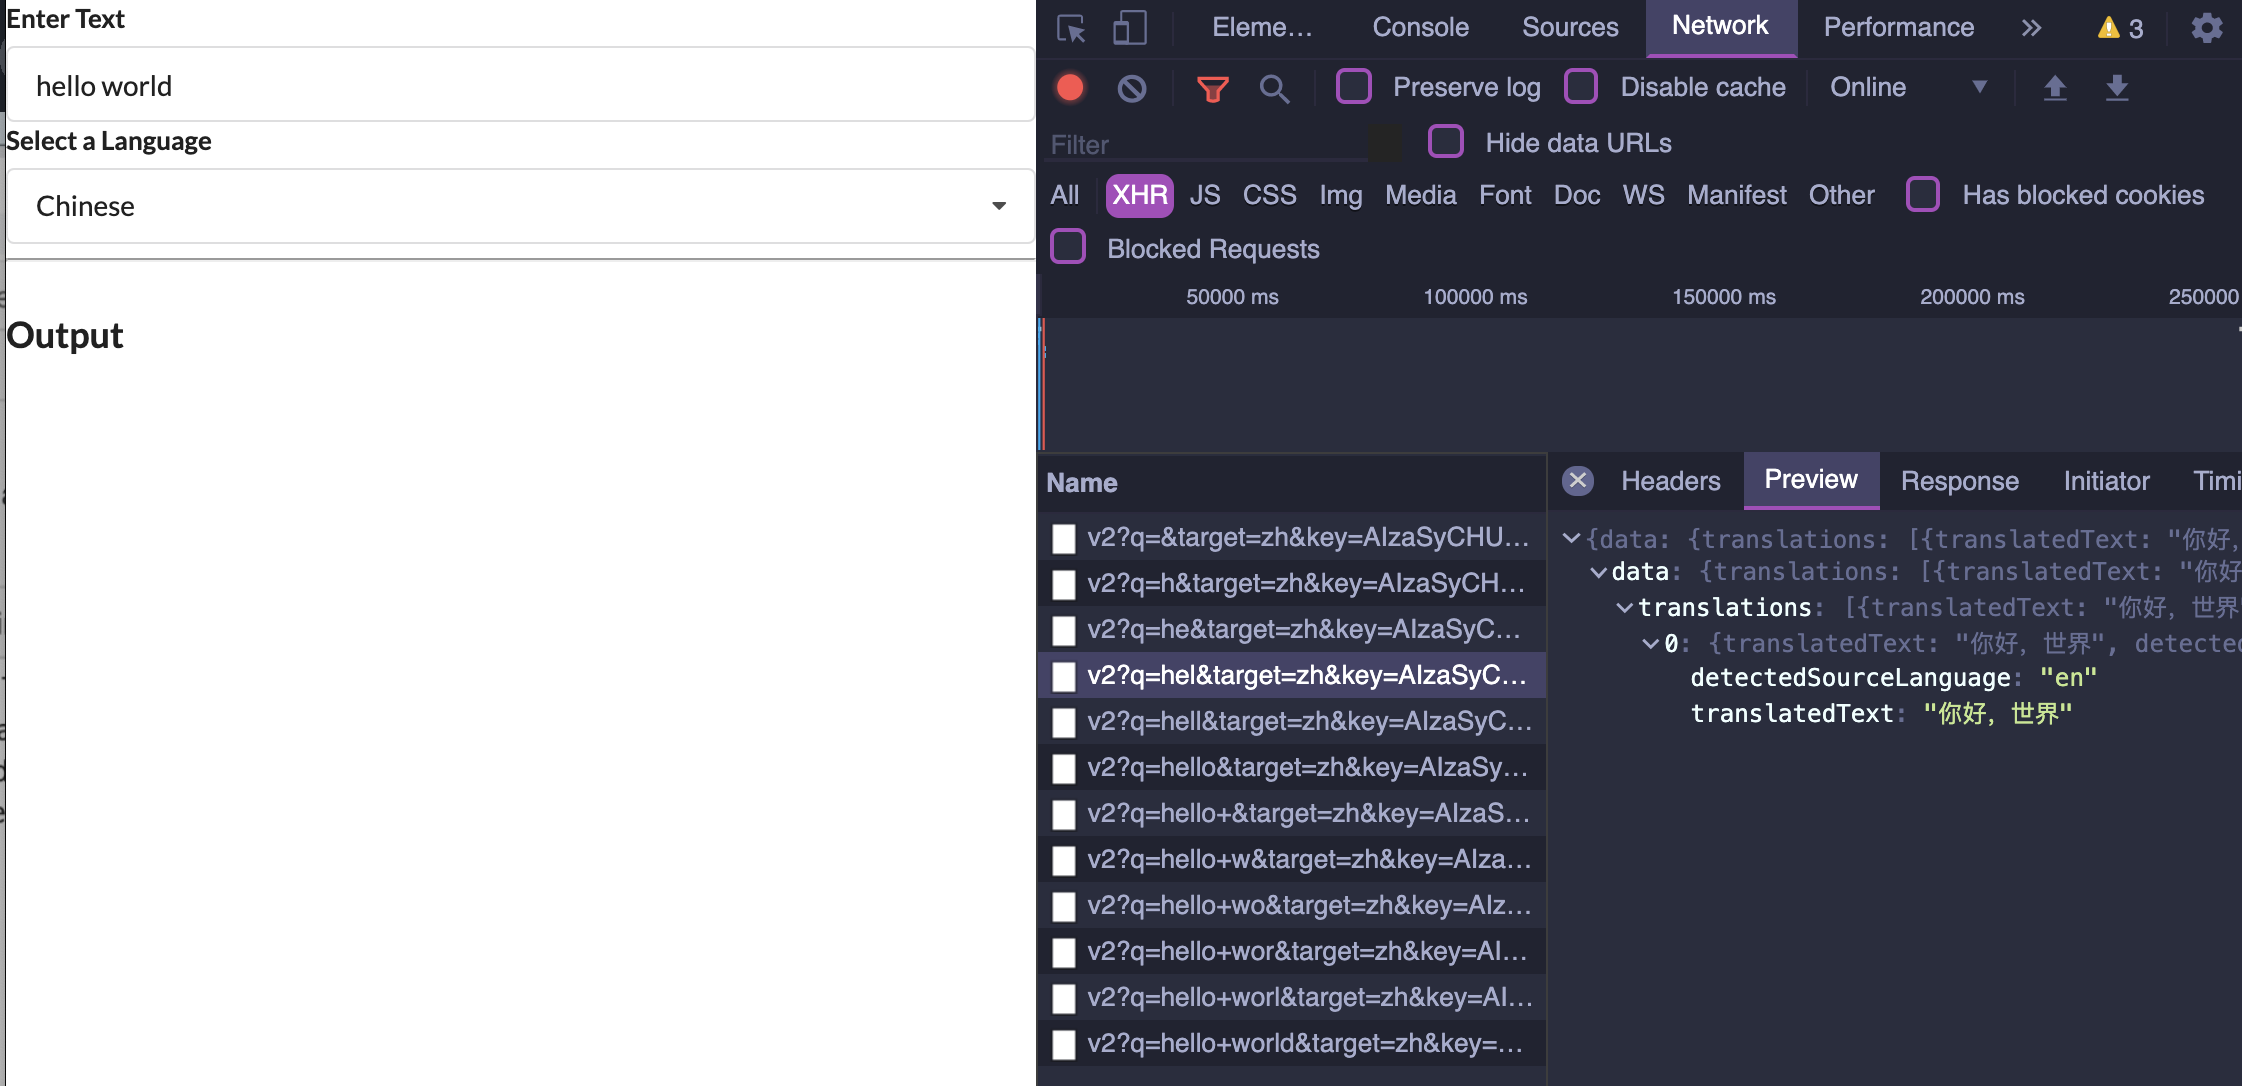 Enter Text
hello world
Select a Language
Chinese
Output
Eleme…
Console
Sources
Network
Performance
3
Preserve log
Disable cache
Online
Filter
Hide data URLs
All
XHR
JS
CSS
Img
Media
Font
Doc
WS
Manifest
Other
Has blocked cookies
Blocked Requests
50000 ms
100000 ms
150000 ms
200000 ms
250000
Name
v2?q=&target=zh&key=AIzaSyCHU…
v2?q=h&target=zh&key=AIzaSyCH…
v2?q=he&target=zh&key=AIzaSyC…
v2?q=hel&target=zh&key=AIzaSyC…
v2?q=hell&target=zh&key=AIzaSyC…
v2?q=hello&target=zh&key=AIzaSy…
v2?q=hello+&target=zh&key=AIzaS…
v2?q=hello+w&target=zh&key=AIza…
v2?q=hello+wo&target=zh&key=AIz…
v2?q=hello+wor&target=zh&key=AI…
v2?q=hello+worl&target=zh&key=AI…
v2?q=hello+world&target=zh&key=…
Headers
Preview
Response
Initiator
Timi
{data: {translations: [{translatedText: "你好，
data: {translations: [{translatedText: "你好
translations: [{translatedText: "你好，世界"
0: {translatedText: "你好，世界", detected
detectedSourceLanguage: "en"
translatedText: "你好，世界"